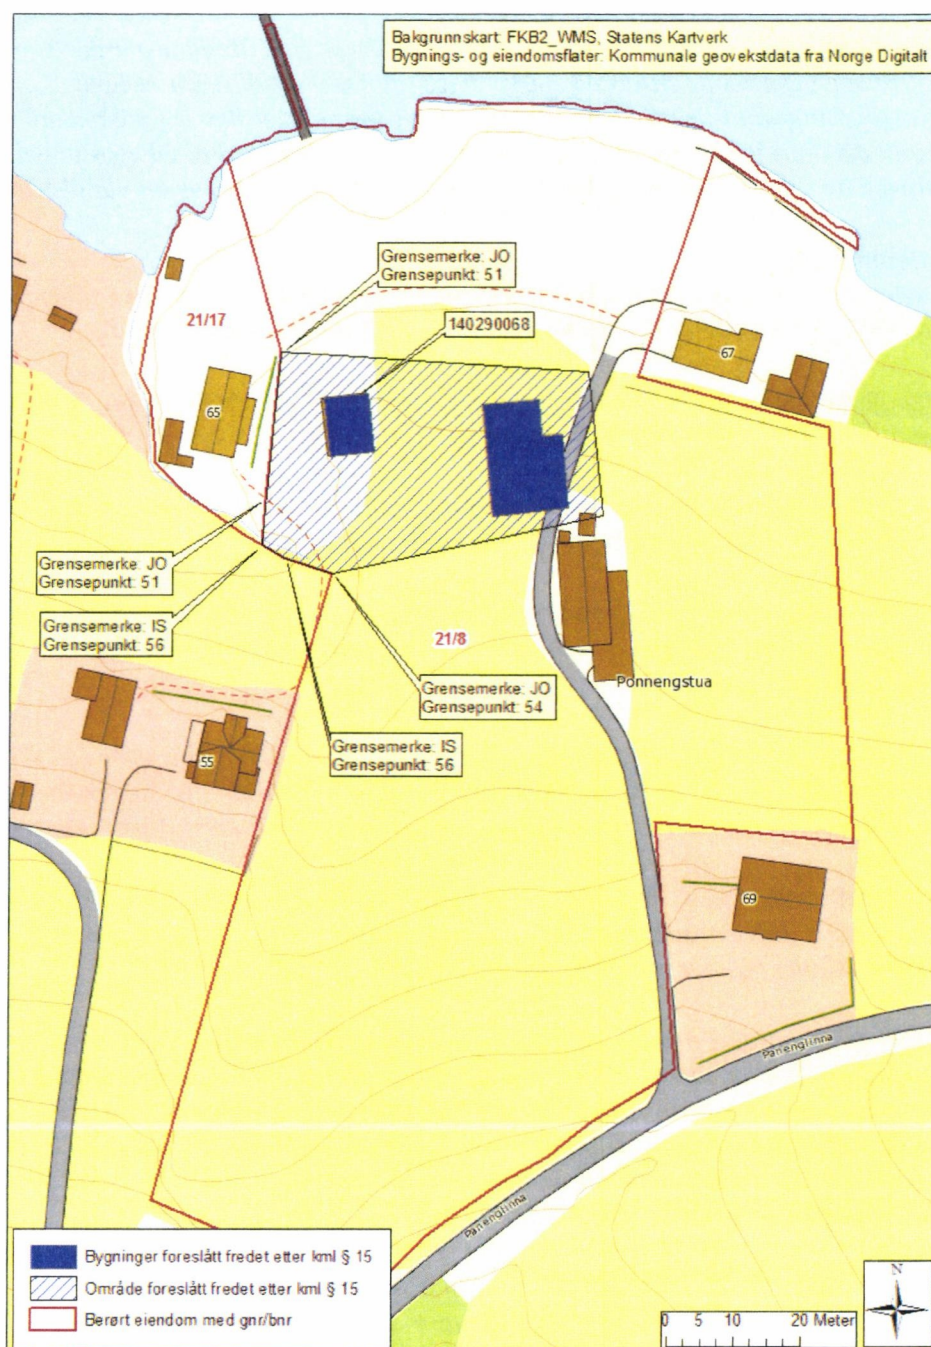 Bakgrunnskart: FKB2_WMS, Statens Kartverk
Bygnings- og eiendomsflater: Kommunale geovekstdata fra Norge Digitalt
Grensemerke: JO
Grensepunkt: 51
21/17
140290068
67
65
Grensemerke: JO
Grensepunkt: 51
Grensemerke: IS
Grensepunkt: 56
21/8
Ponnengstua
Grensemerke: JO
Grensepunkt: 54
Grensemerke: IS
Grensepunkt: 56
55
69
Panenglinna
Panenglinna
Bygninger foreslått fredet etter kml § 15
Område foreslått fredet etter kml § 15
Berørt eiendom med gnr/bnr
N
0 5 10 20 Meter